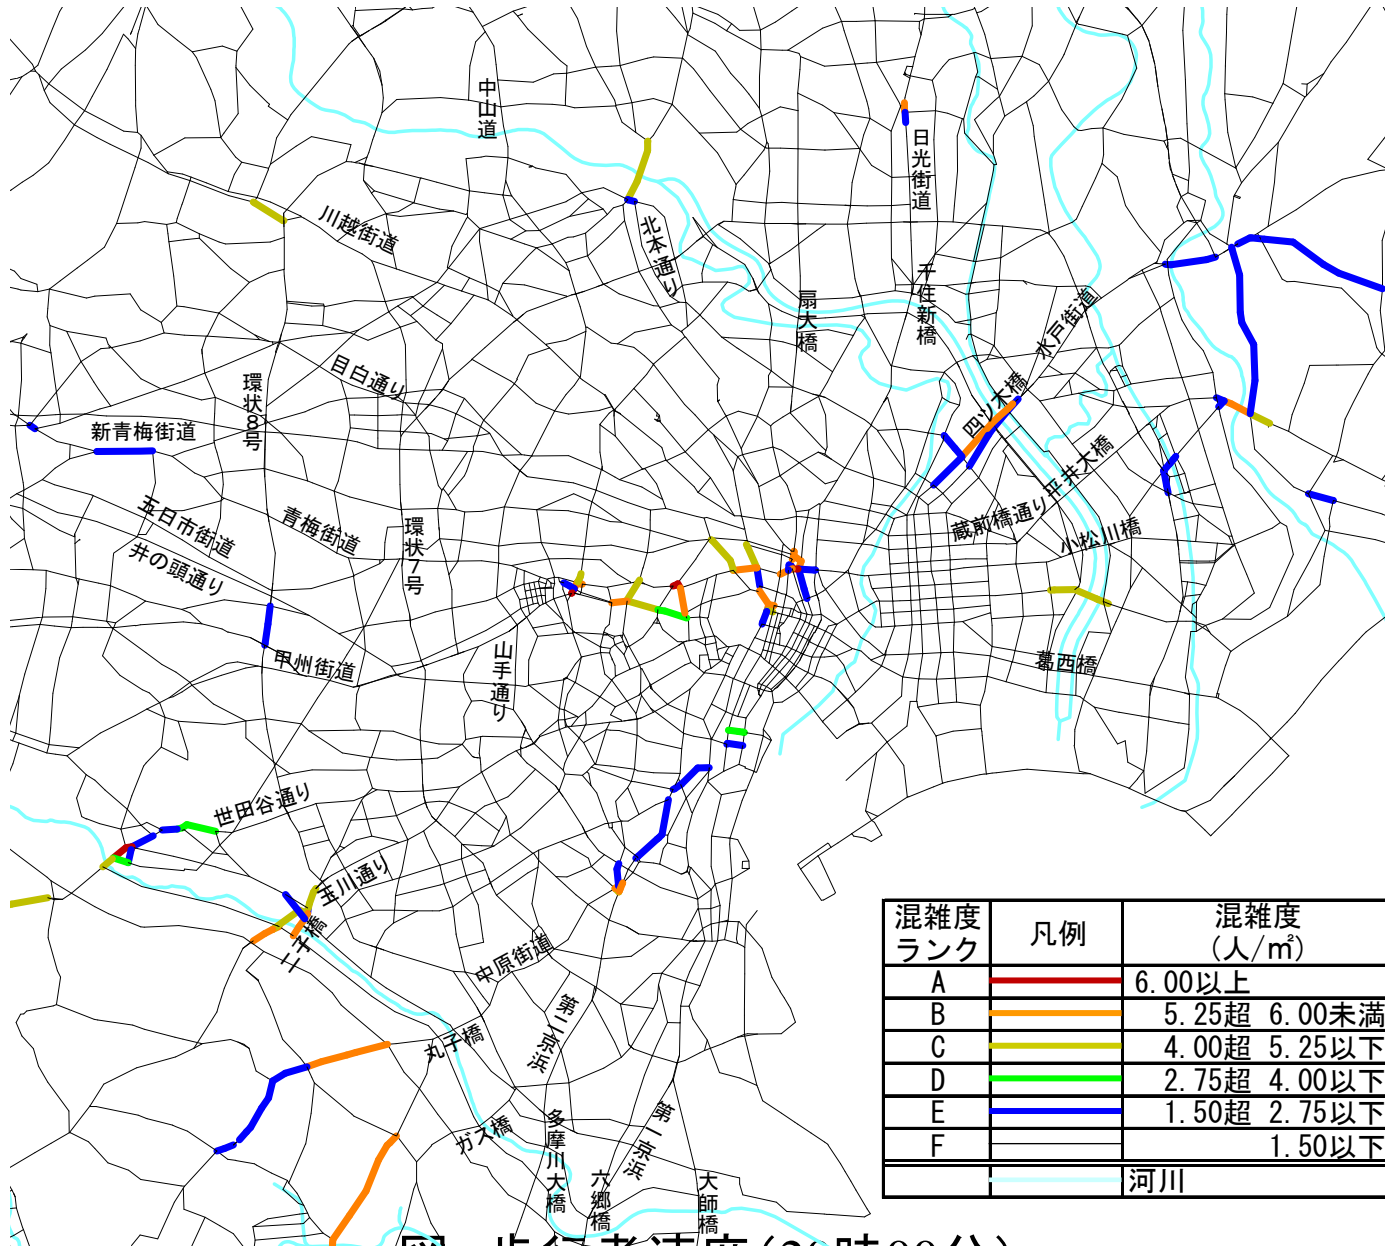 中山道
日光街道
川越街道
北本通り
千住新橋
扇大橋
水戸街道
目白通り
環状8号
四ツ木橋
新青梅街道
平井大橋
五日市街道
青梅街道
環状7号
蔵前橋通り
小松川橋
井の頭通り
甲州街道
山手通り
葛西橋
世田谷通り
玉川通り
二子橋
中原街道
第二京浜
丸子橋
ガス橋
多摩川大橋
第一京浜
六郷橋
大師橋
混雑度ランク 凡例 混雑度(人/㎡)
A 6.00以上
B 5.25超 6.00未満
C 4.00超 5.25以下
D 2.75超 4.00以下
E 1.50超 2.75以下
F 1.50以下
河川